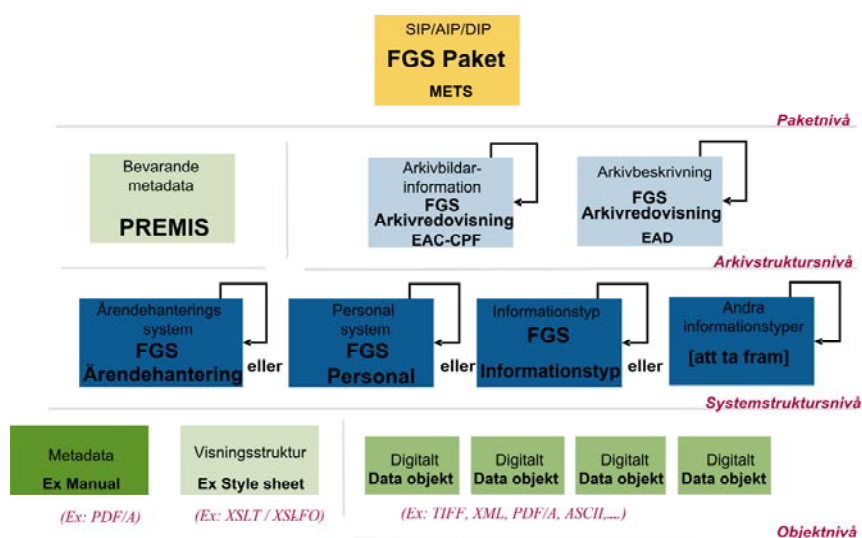 SIP/AIP/DIP
FGS Paket
METS
Paketnivå
Bevarande
metadata
PREMIS
Arkivbildar-
information
FGS
Arkivredovisning
EAC-CPF
Arkivbeskrivning
FGS
Arkivredovisning
EAD
Arkivstruktursnivå
Ärendehanterings
system
FGS
Ärendehantering
eller
Personal
system
FGS
Personal
eller
Informationstyp
FGS
Informationstyp
eller
Andra
informationstyper
[att ta fram]
Systemstruktursnivå
Metadata
Ex Manual
(Ex: PDF/A)
Visningsstruktur
Ex Style sheet
(Ex: XSLT / XSLFO)
Digitalt
Data objekt
Digitalt
Data objekt
Digitalt
Data objekt
Digitalt
Data objekt
(Ex: TIFF, XML, PDF/A, ASCII,....)
Objektnivå